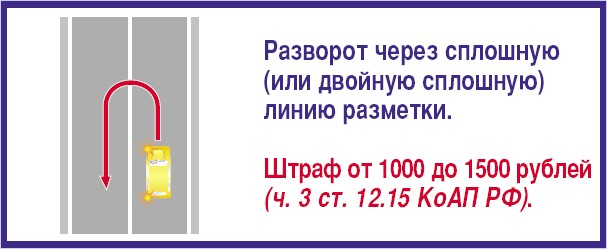 Разворот через сплошную
(или двойную сплошную)
линию разметки.
Штраф от 1000 до 1500 рублей
(ч. 3 ст. 12.15 КоАП РФ).